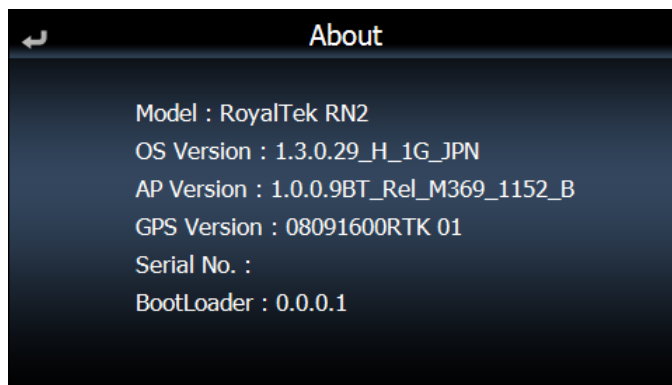 About
Model : RoyalTek RN2
OS Version : 1.3.0.29_H_1G_JPN
AP Version : 1.0.0.9BT_Rel_M369_1152_B
GPS Version : 08091600RTK 01
Serial No. :
BootLoader : 0.0.0.1